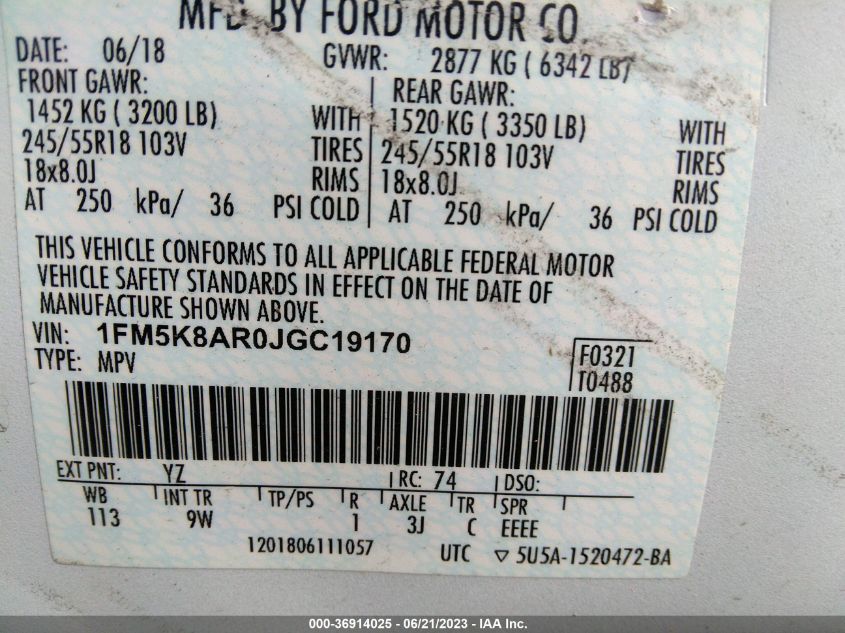 MFD. BY FORD MOTOR CO.
DATE: 06/18 GVWR: 2877 KG ( 6342 LB)
FRONT GAWR: REAR GAWR:
1452 KG ( 3200 LB) WITH 1520 KG ( 3350 LB) WITH
245/55R18 103V TIRES 245/55R18 103V TIRES
18x8.0J RIMS 18x8.0J RIMS
AT 250 kPa/ 36 PSI COLD AT 250 kPa/ 36 PSI COLD
THIS VEHICLE CONFORMS TO ALL APPLICABLE FEDERAL MOTOR
VEHICLE SAFETY STANDARDS IN EFFECT ON THE DATE OF
MANUFACTURE SHOWN ABOVE.
VIN: 1FM5K8AR0JGC19170
TYPE: MPV
F0321
T0488
EXT PNT: YZ RC: 74 DSO:
WB INT TR TP/PS R AXLE TR SPR
113 9W 1 3J C EEEE
1201806111057 UTC ▽ 5U5A-1520472-BA
000-36914025 - 06/21/2023 - IAA Inc.